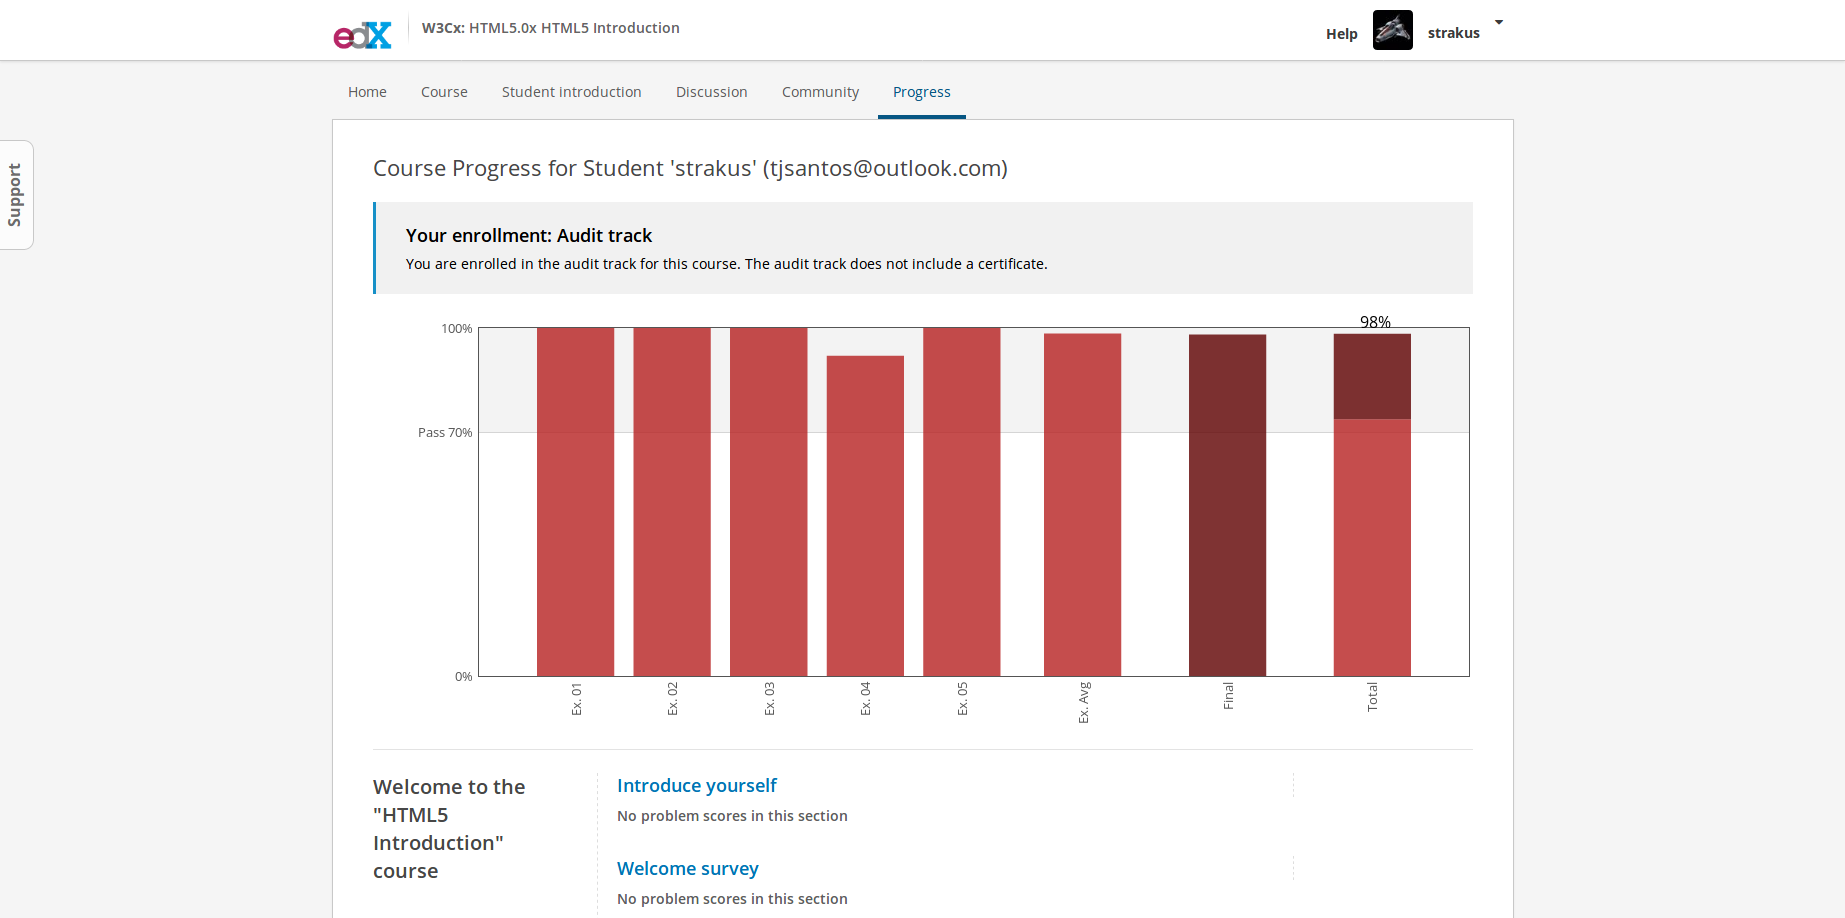 edX
W3Cx: HTML5.0x HTML5 Introduction
Help
strakus
Home
Course
Student introduction
Discussion
Community
Progress
Support
Course Progress for Student 'strakus' (tjsantos@outlook.com)
Your enrollment: Audit track
You are enrolled in the audit track for this course. The audit track does not include a certificate.
98%
100%
Pass 70%
0%
Ex. 01
Ex. 02
Ex. 03
Ex. 04
Ex. 05
Ex. Avg
Final
Total
Welcome to the
"HTML5
Introduction"
course
Introduce yourself
No problem scores in this section
Welcome survey
No problem scores in this section